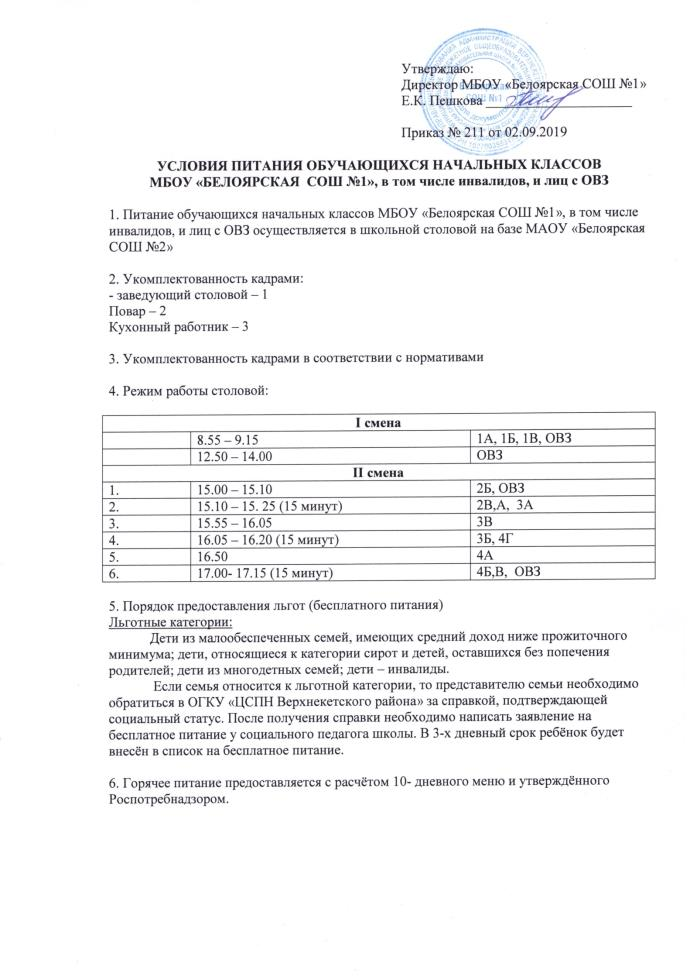 Утверждаю:
Директор МБОУ «Белоярская СОШ №1»
Е.К. Пешкова
Приказ № 211 от 02.09.2019
УСЛОВИЯ ПИТАНИЯ ОБУЧАЮЩИХСЯ НАЧАЛЬНЫХ КЛАССОВ
МБОУ «БЕЛОЯРСКАЯ СОШ №1», в том числе инвалидов, и лиц с ОВЗ
1. Питание обучающихся начальных классов МБОУ «Белоярская СОШ №1», в том числе
инвалидов, и лиц с ОВЗ осуществляется в школьной столовой на базе МАОУ «Белоярская
СОШ №2»
2. Укомплектованность кадрами:
- заведующий столовой – 1
Повар – 2
Кухонный работник – 3
3. Укомплектованность кадрами в соответствии с нормативами
4. Режим работы столовой:
I смена
8.55 – 9.15 1А, 1Б, 1В, ОВЗ
12.50 – 14.00 ОВЗ
II смена
1. 15.00 – 15.10 2Б, ОВЗ
2. 15.10 – 15. 25 (15 минут) 2В,А, 3А
3. 15.55 – 16.05 3В
4. 16.05 – 16.20 (15 минут) 3Б, 4Г
5. 16.50 4А
6. 17.00- 17.15 (15 минут) 4Б,В, ОВЗ
5. Порядок предоставления льгот (бесплатного питания)
Льготные категории:
Дети из малообеспеченных семей, имеющих средний доход ниже прожиточного
минимума; дети, относящиеся к категории сирот и детей, оставшихся без попечения
родителей; дети из многодетных семей; дети – инвалиды.
Если семья относится к льготной категории, то представителю семьи необходимо
обратиться в ОГКУ «ЦСПН Верхнекетского района» за справкой, подтверждающей
социальный статус. После получения справки необходимо написать заявление на
бесплатное питание у социального педагога школы. В 3-х дневный срок ребёнок будет
внесён в список на бесплатное питание.
6. Горячее питание предоставляется с расчётом 10- дневного меню и утверждённого
Роспотребнадзором.